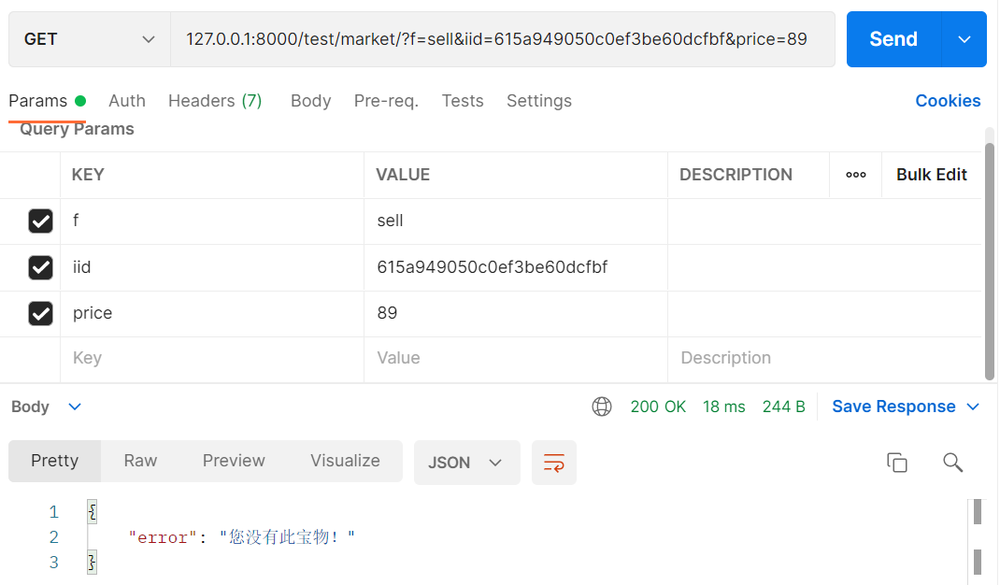 GET 127.0.0.1:8000/test/market/?f=sell&iid=615a949050c0ef3be60dcfbf&price=89 Send
Params Auth Headers (7) Body Pre-req. Tests Settings Cookies
Query Params
KEY VALUE DESCRIPTION Bulk Edit
f sell
iid 615a949050c0ef3be60dcfbf
price 89
Key Value Description
Body 200 OK 18 ms 244 B Save Response
Pretty Raw Preview Visualize JSON
1 {
2 "error": "您没有此宝物！"
3 }